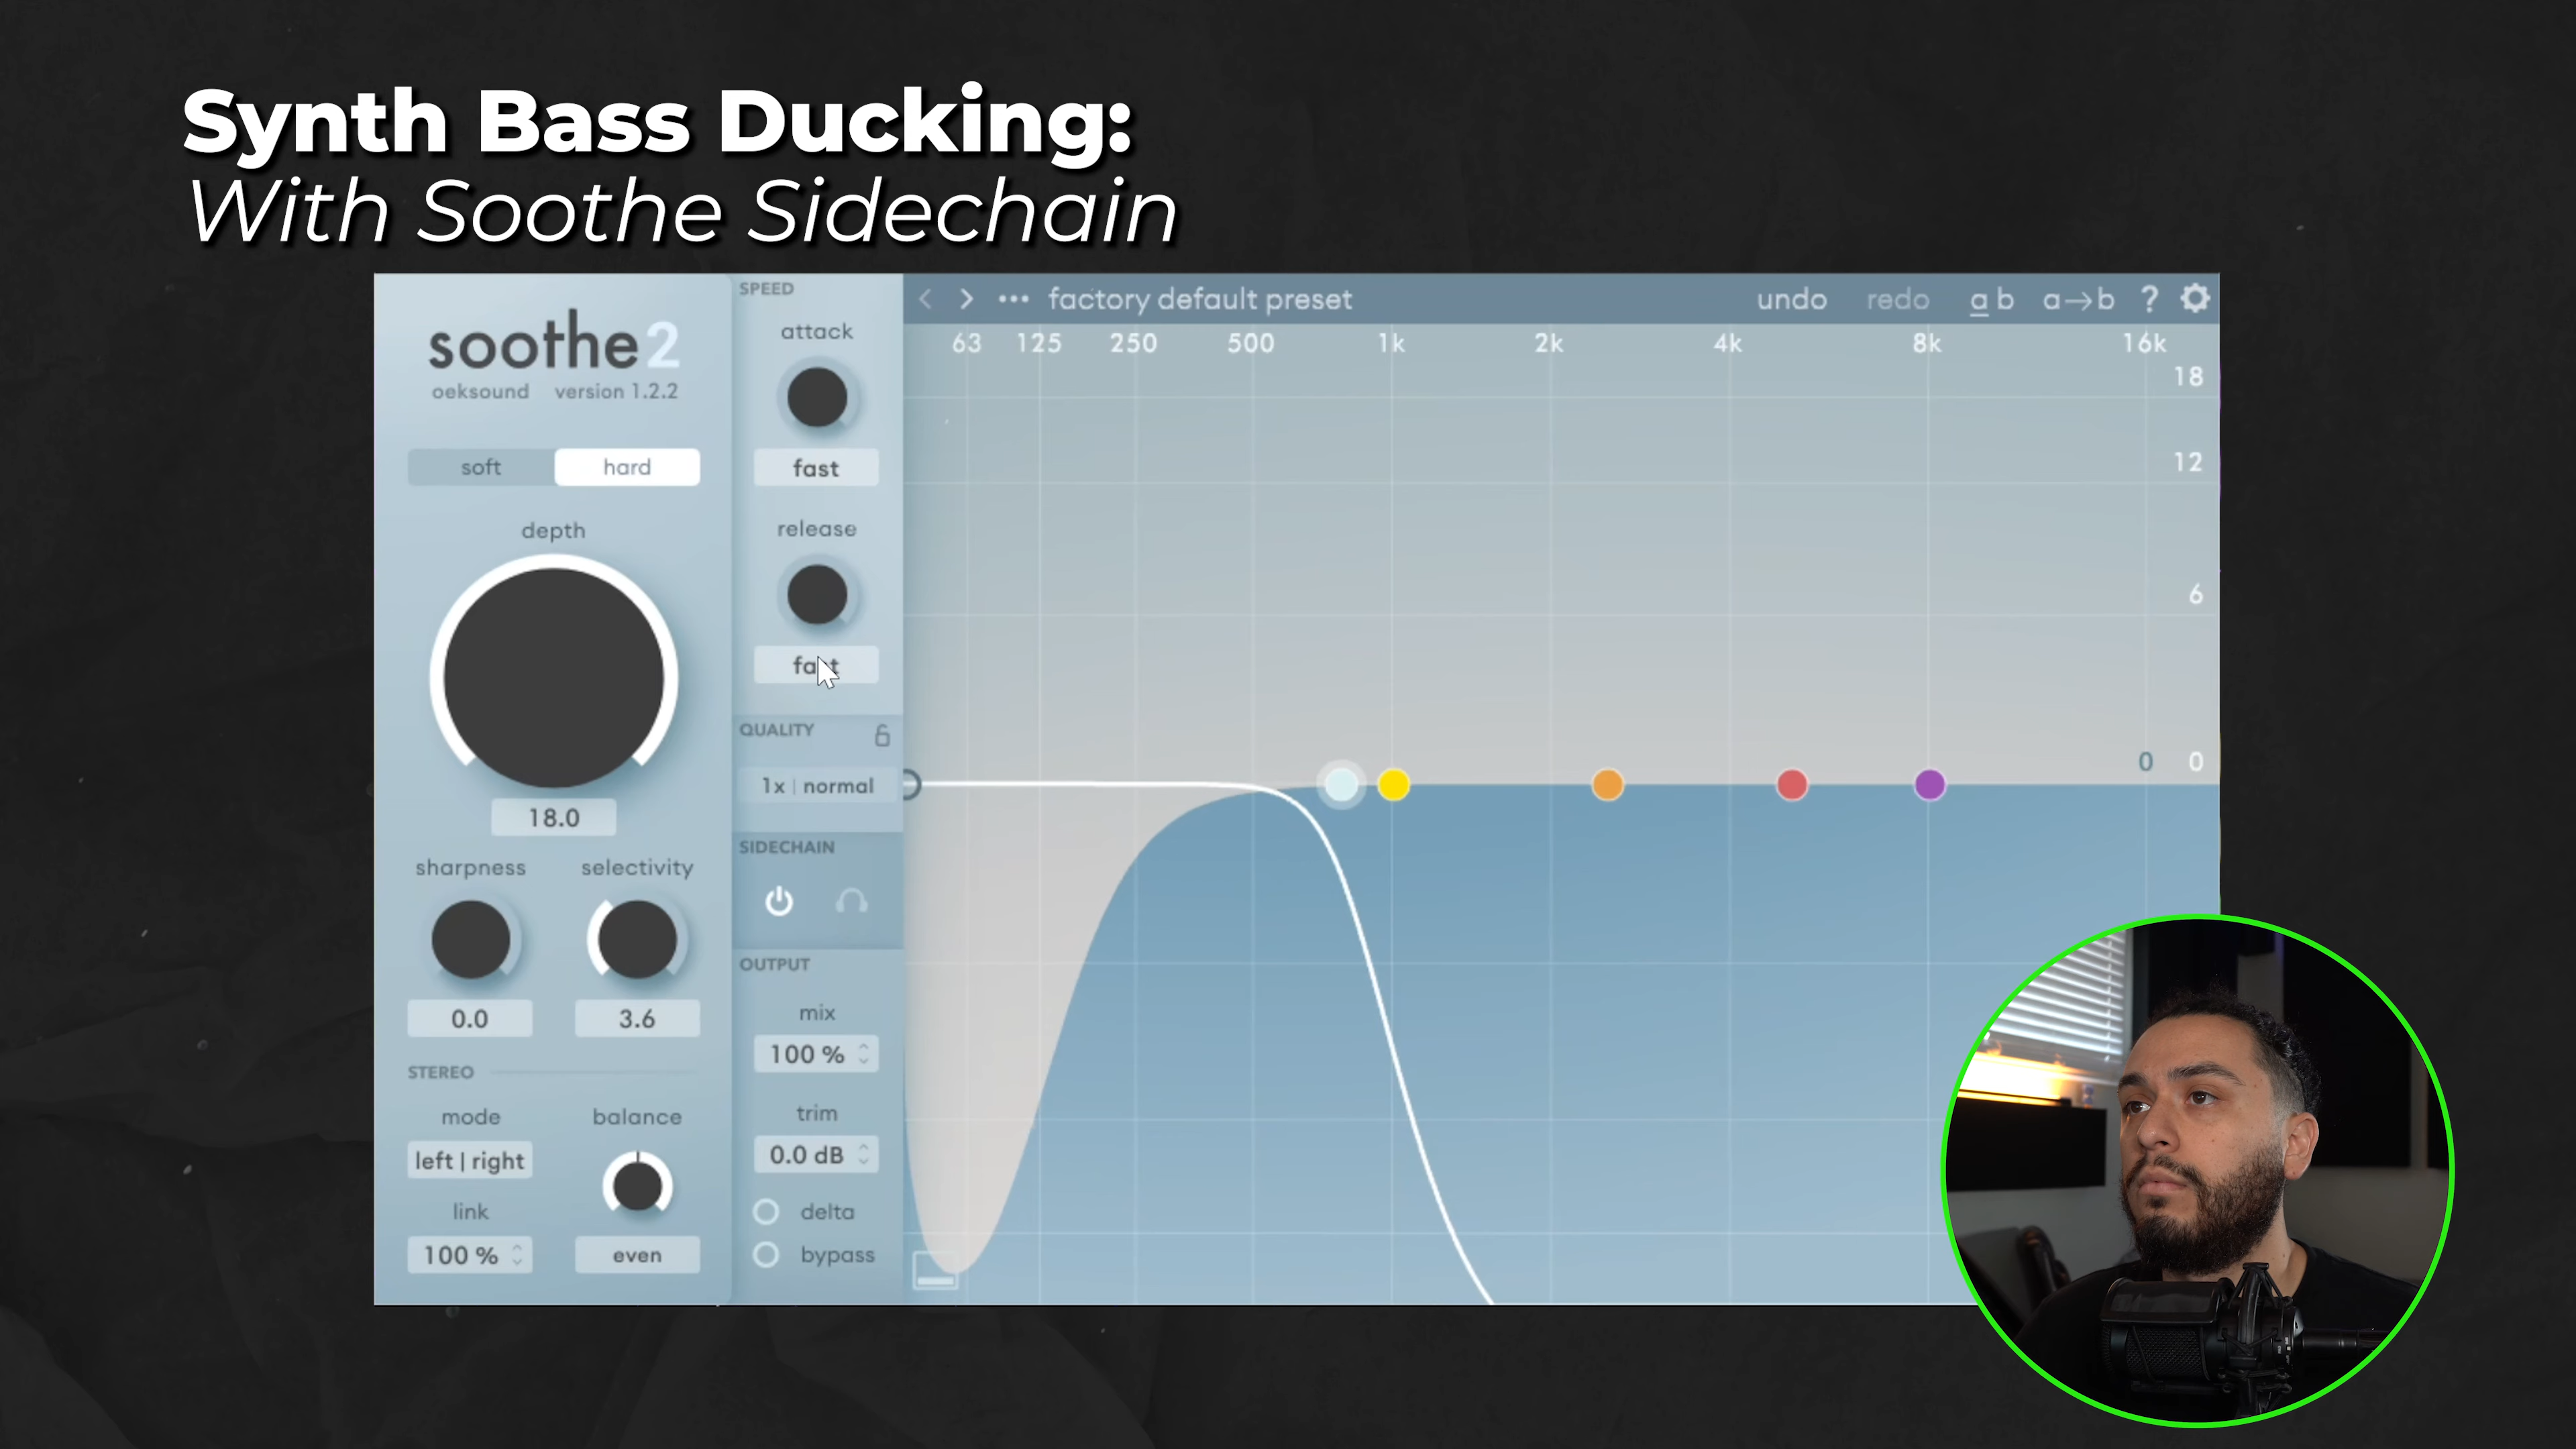 Synth Bass Ducking:
With Soothe Sidechain
soothe2
oeksound version 1.2.2
soft hard
depth
18.0
sharpness selectivity
0.0 3.6
STEREO
mode balance
left | right
link
100 % even
SPEED
attack
fast
release
QUALITY
1x | normal
SIDECHAIN
OUTPUT
mix
100 %
trim
0.0 dB
delta
bypass
< > ••• factory default preset undo redo a b a→b ?
63 125 250 500 1k 2k 4k 8k 16k
18
12
6
0 0